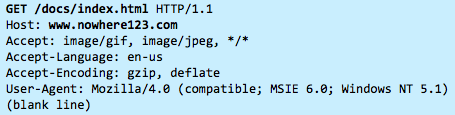 GET /docs/index.html HTTP/1.1
Host: www.nowhere123.com
Accept: image/gif, image/jpeg, */*
Accept-Language: en-us
Accept-Encoding: gzip, deflate
User-Agent: Mozilla/4.0 (compatible; MSIE 6.0; Windows NT 5.1)
(blank line)